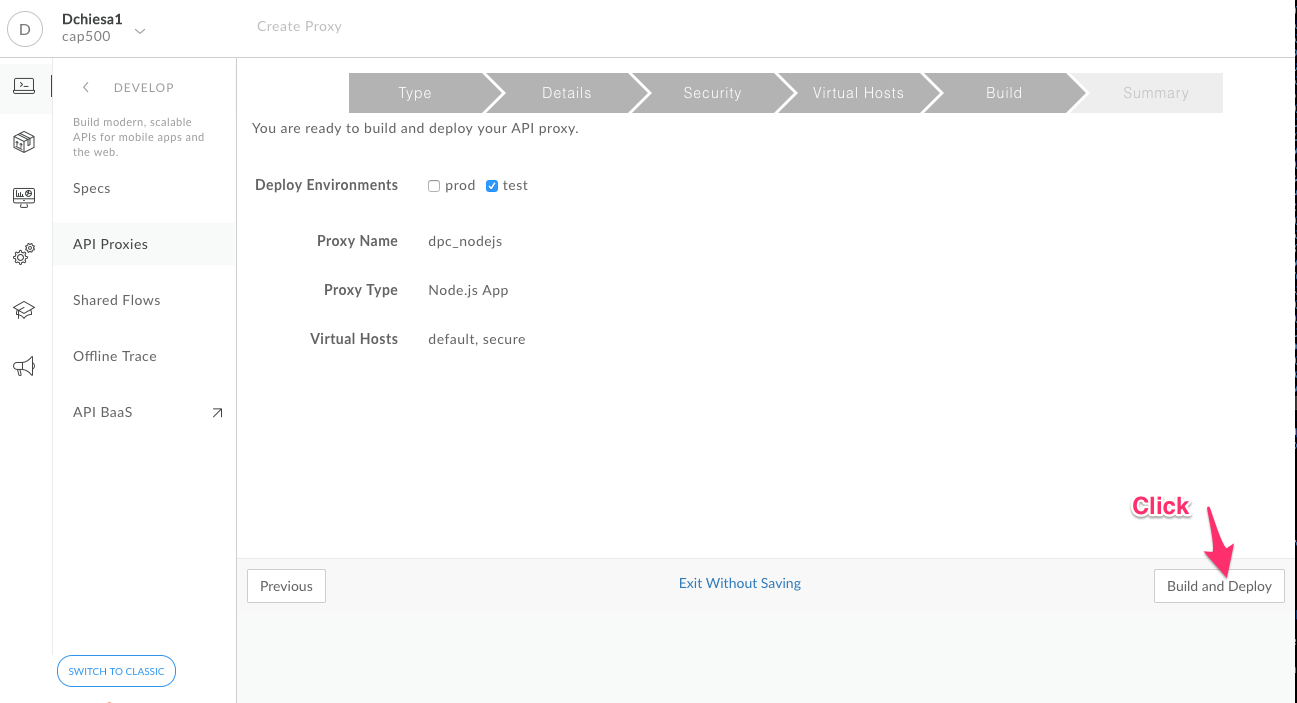 D
Dchiesa1
cap500
Create Proxy
DEVELOP
Build modern, scalable
APIs for mobile apps and
the web.
Specs
API Proxies
Shared Flows
Offline Trace
API BaaS
SWITCH TO CLASSIC
Type Details Security Virtual Hosts Build Summary
You are ready to build and deploy your API proxy.
Deploy Environments prod test
Proxy Name dpc_nodejs
Proxy Type Node.js App
Virtual Hosts default, secure
Click
Previous Exit Without Saving Build and Deploy